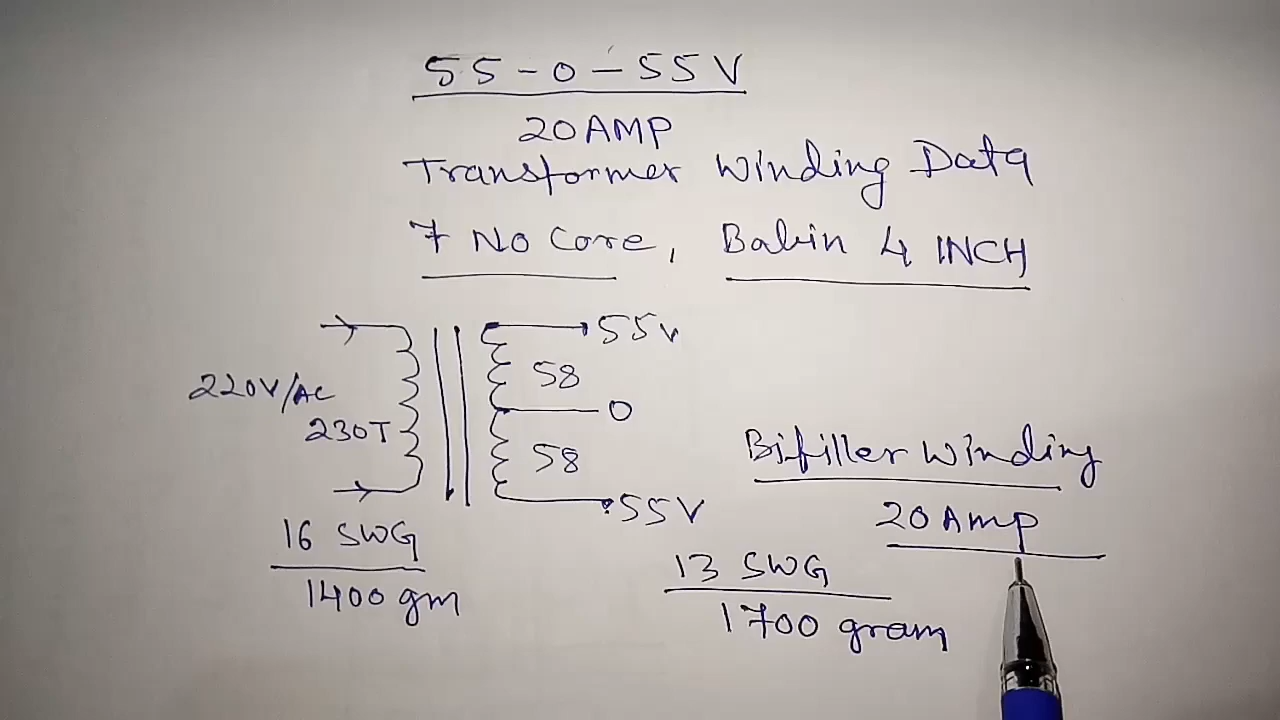 55-0-55V
20AMP
Transformer Winding Data
7 No Core, Babin 4 INCH
55V
220V/AC
58
0
230T
58
55V
Bifiller Winding
16 SWG
20 Amp
13 SWG
1400 gm
1700 gram